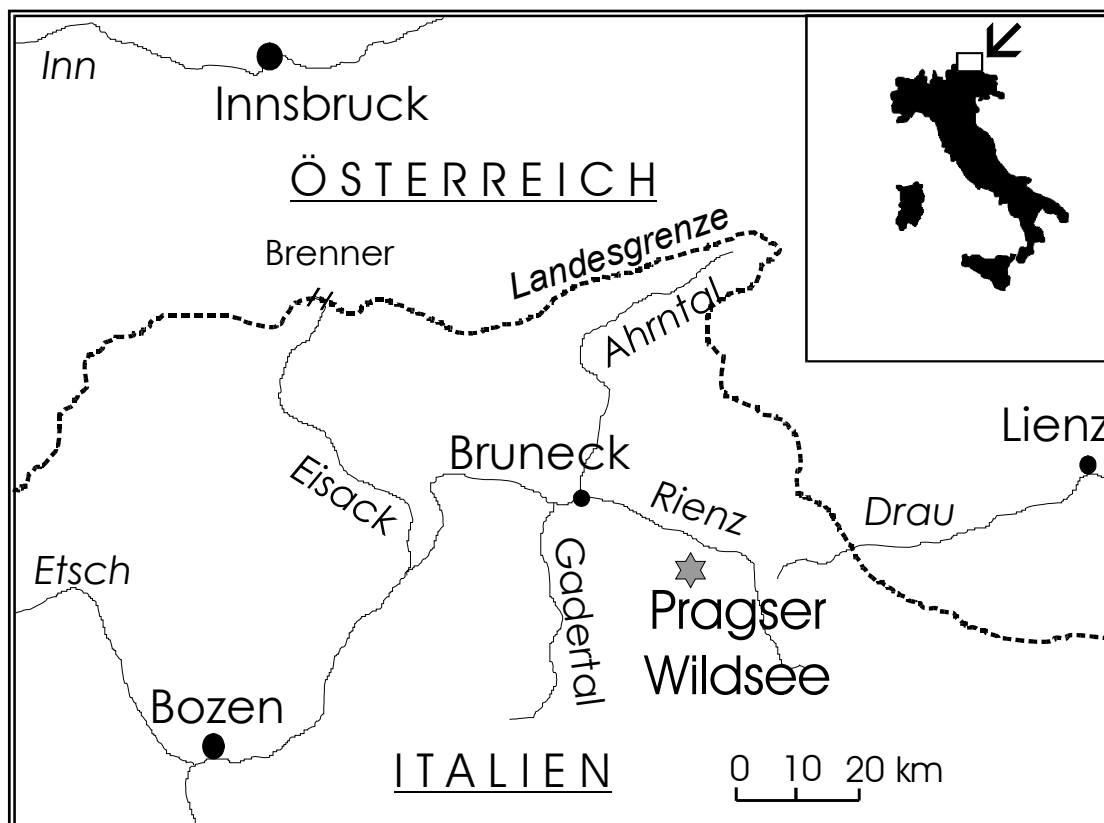 Inn
Innsbruck
ÖSTERREICH
Brenner
Landesgrenze
Ahrntal
Lienz
Bruneck
Eisack
Rienz
Drau
Etsch
Gadertal
Pragser
Wildsee
Bozen
ITALIEN
0 10 20 km